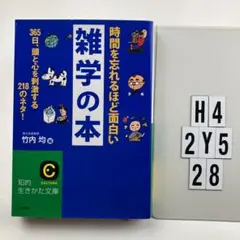 時間を忘れるほど面白い
雑学の本
365日、頭と心を刺激する
218のネタ!
竹内 均 編
知的
生きかた文庫
H4
2Y5
28